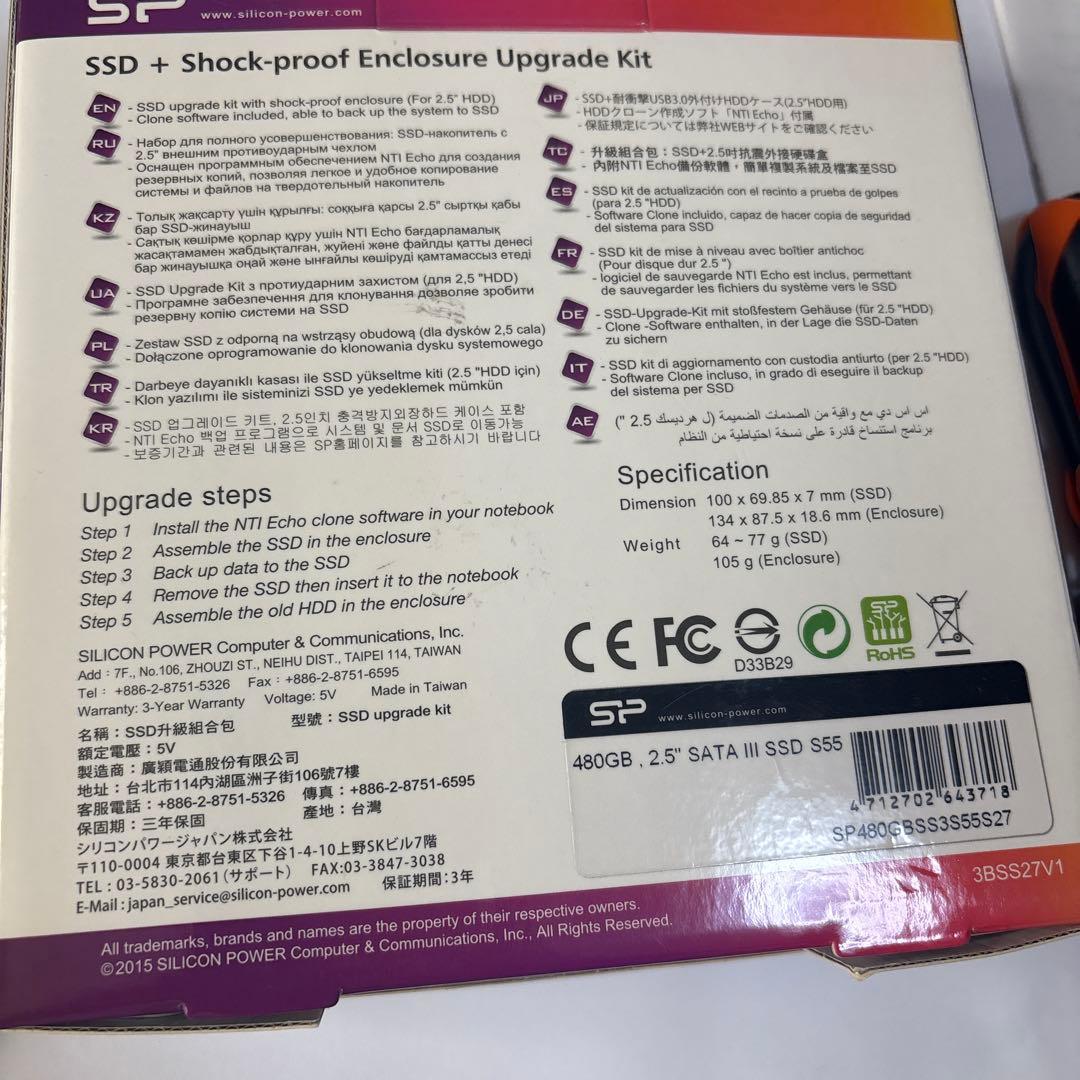 SP www.silicon-power.com
SSD + Shock-proof Enclosure Upgrade Kit
EN - SSD upgrade kit with shock-proof enclosure (For 2.5" HDD)
- Clone software included, able to back up the system to SSD
RU - Набор для полного усовершенствования: SSD-накопитель с
2.5" внешним противоударным чехлом
- Оснащен программным обеспечением NTI Echo для создания
резервных копий, позволяя легкое и удобное копирование
системы и файлов на твердотельный накопитель
KZ - Толық жақсарту үшін құрылғы: соққыға қарсы 2.5" сыртқы қабы
бар SSD-жинауыш
- Сақтық көшірме қорлар құру үшін NTI Echo бағдарламалық
жасақтамамен жабдықталған, жүйені және файлды қатты денесі
бар жинауышқа оңай және ыңғайлы көшіруді қамтамассыз етеді
UA - SSD Upgrade Kit з протиударним захистом (для 2,5 "HDD)
- Програмне забезпечення для клонування дозволяє зробити
резервну копію системи на SSD
PL - Zestaw SSD z odporną na wstrząsy obudową (dla dysków 2,5 cala)
- Dołączone oprogramowanie do klonowania dysku systemowego
TR - Darbeye dayanıklı kasası ile SSD yükseltme kiti (2.5 "HDD için)
- Klon yazılımı ile sisteminizi SSD ye yedeklemek mümkün
KR - SSD 업그레이드 키트, 2.5인치 충격방지외장하드 케이스 포함
- NTI Echo 백업 프로그램으로 시스템 및 문서 SSD로 이동가능
- 보증기간과 관련된 내용은 SP홈페이지를 참고하시기 바랍니다
JP - SSD+耐衝撃USB3.0外付けHDDケース(2.5"HDD用)
- HDDクローン作成ソフト「NTI Echo」付属
- 保証規定については弊社WEBサイトをご確認ください
TC - 升級組合包：SSD+2.5吋抗震外接硬碟盒
- 內附NTI Echo備份軟體，簡單複製系統及檔案至SSD
ES - SSD kit de actualización con el recinto a prueba de golpes
(para 2.5 "HDD)
- Software Clone incluido, capaz de hacer copia de seguridad
del sistema para SSD
FR - SSD kit de mise à niveau avec boîtier antichoc
(Pour disque dur 2.5 ")
- logiciel de sauvegarde NTI Echo est inclus, permettant
de sauvegarder les fichiers du système vers le SSD
DE - SSD-Upgrade-Kit mit stoßfestem Gehäuse (für 2.5 "HDD)
- Clone -Software enthalten, in der Lage die SSD-Daten
zu sichern
IT - SSD kit di aggiornamento con custodia antiurto (per 2.5 "HDD)
- Software Clone incluso, in grado di eseguire il backup
del sistema per SSD
AE اس اس دي مع واقية من الصدمات الضميمة (ل هرديسك 2.5 ")
برنامج استنساخ قادرة على نسخة احتياطية من النظام
Upgrade steps
Step 1 Install the NTI Echo clone software in your notebook
Step 2 Assemble the SSD in the enclosure
Step 3 Back up data to the SSD
Step 4 Remove the SSD then insert it to the notebook
Step 5 Assemble the old HDD in the enclosure
Specification
Dimension 100 x 69.85 x 7 mm (SSD)
134 x 87.5 x 18.6 mm (Enclosure)
Weight 64 ~ 77 g (SSD)
105 g (Enclosure)
SILICON POWER Computer & Communications, Inc.
Add : 7F., No.106, ZHOUZI ST., NEIHU DIST., TAIPEI 114, TAIWAN
Tel : +886-2-8751-5326 Fax : +886-2-8751-6595
Warranty: 3-Year Warranty Voltage: 5V Made in Taiwan
名稱：SSD升級組合包 型號：SSD upgrade kit
額定電壓：5V
製造商：廣穎電通股份有限公司
地址：台北市114內湖區洲子街106號7樓
客服電話：+886-2-8751-5326 傳真：+886-2-8751-6595
保固期：三年保固 產地：台灣
シリコンパワージャパン株式会社
〒110-0004 東京都台東区下谷1-4-10上野SKビル7階
TEL : 03-5830-2061 (サポート) FAX:03-3847-3038
E-Mail : japan_service@silicon-power.com 保証期間：3年
CE FC D33B29 SP RoHS
SP www.silicon-power.com
480GB , 2.5" SATA III SSD S55
4 712702 643718
SP480GBSS3S55S27
3BSS27V1
All trademarks, brands and names are the property of their respective owners.
©2015 SILICON POWER Computer & Communications, Inc., All Rights Reserved.